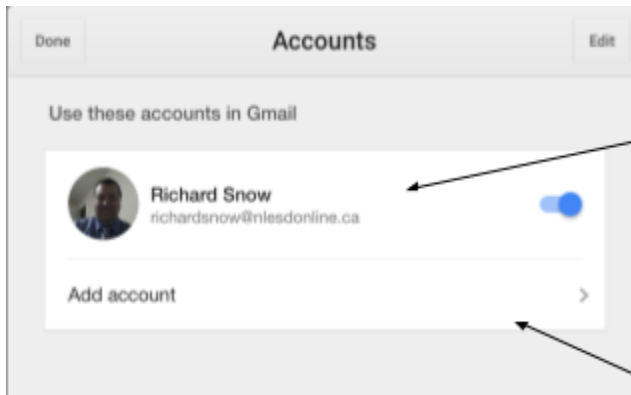 Done Accounts Edit
Use these accounts in Gmail
Richard Snow
richardsnow@nlesdonline.ca
Add account